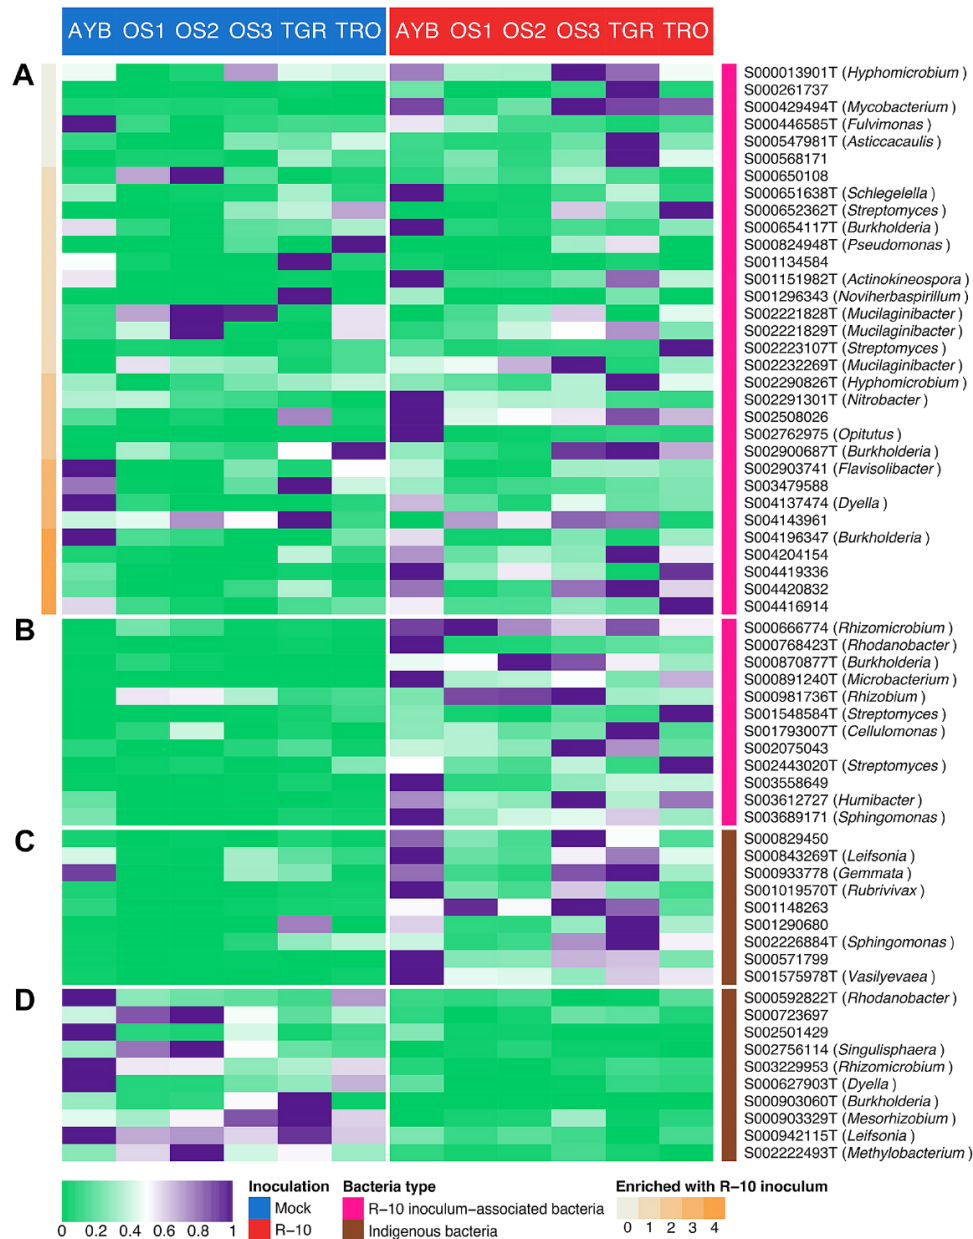 AYB OS1 OS2 OS3 TGR TRO AYB OS1 OS2 OS3 TGR TRO
A
S000013901T (Hyphomicrobium)
S000261737
S000429494T (Mycobacterium)
S000446585T (Fulvimonas)
S000547981T (Asticcacaulis)
S000568171
S000650108
S000651638T (Schlegelella)
S000652362T (Streptomyces)
S000654117T (Burkholderia)
S000824948T (Pseudomonas)
S001134584
S001151982T (Actinokineospora)
S001296343 (Noviherbaspirillum)
S002221828T (Mucilaginibacter)
S002221829T (Mucilaginibacter)
S002223107T (Streptomyces)
S002232269T (Mucilaginibacter)
S002290826T (Hyphomicrobium)
S002291301T (Nitrobacter)
S002508026
S002762975 (Opitutus)
S002900687T (Burkholderia)
S002903741 (Flavisolibacter)
S003479588
S004137474 (Dyella)
S004143961
S004196347 (Burkholderia)
S004204154
S004419336
S004420832
S004416914
B
S000666774 (Rhizomicrobium)
S000768423T (Rhodanobacter)
S000870877T (Burkholderia)
S000891240T (Microbacterium)
S000981736T (Rhizobium)
S001548584T (Streptomyces)
S001793007T (Cellulomonas)
S002075043
S002443020T (Streptomyces)
S003558649
S003612727 (Humibacter)
S003689171 (Sphingomonas)
C
S000829450
S000843269T (Leifsonia)
S000933778 (Gemmata)
S001019570T (Rubrivivax)
S001148263
S001290680
S002226884T (Sphingomonas)
S000571799
S001575978T (Vasilyevaea)
D
S000592822T (Rhodanobacter)
S000723697
S002501429
S002756114 (Singulisphaera)
S003229953 (Rhizomicrobium)
S000627903T (Dyella)
S000903060T (Burkholderia)
S000903329T (Mesorhizobium)
S000942115T (Leifsonia)
S002222493T (Methylobacterium)
0 0.2 0.4 0.6 0.8 1
Inoculation
Mock
R-10
Bacteria type
R-10 inoculum-associated bacteria
Indigenous bacteria
Enriched with R-10 inoculum
0 1 2 3 4